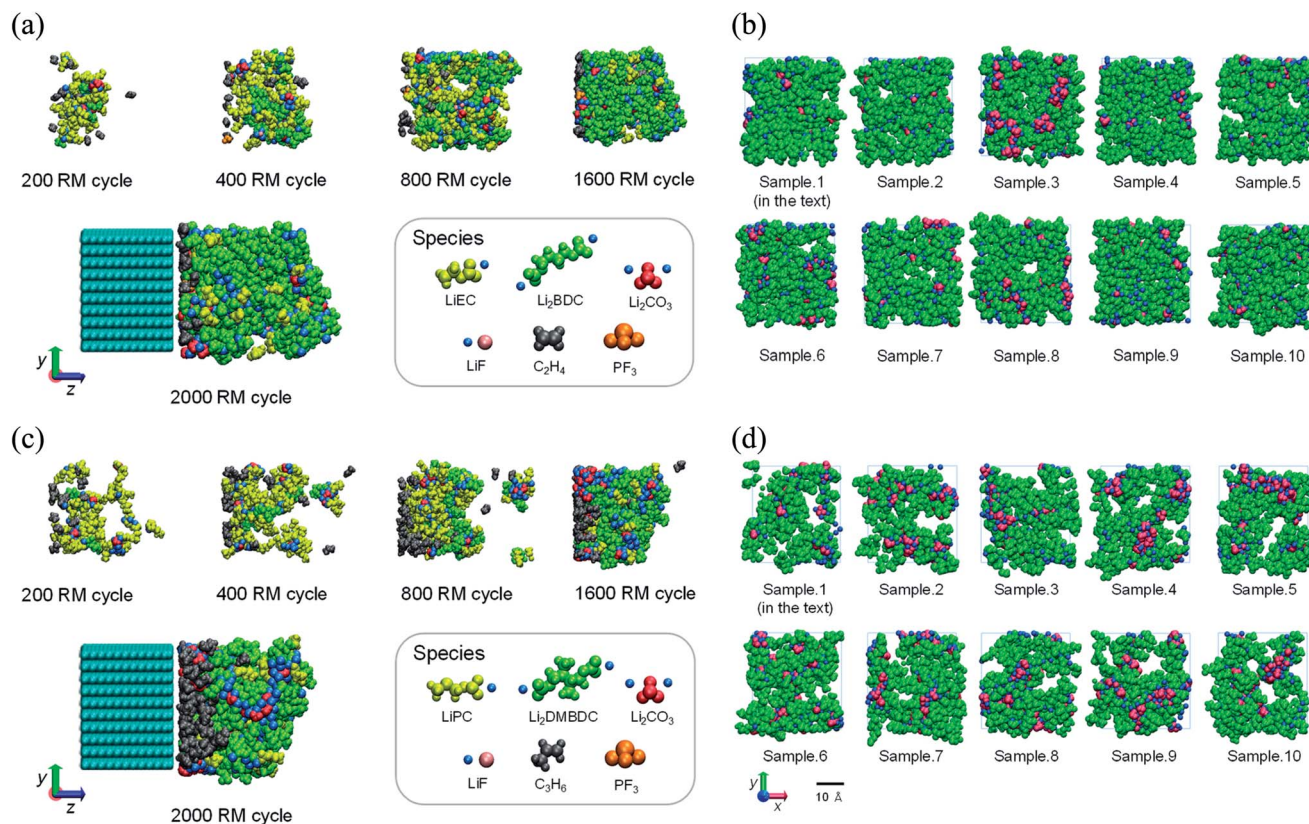 (a)
200 RM cycle
400 RM cycle
800 RM cycle
1600 RM cycle
y
z
2000 RM cycle
Species
LiEC
Li₂BDC
Li₂CO₃
LiF
C₂H₄
PF₃
(b)
Sample.1
(in the text)
Sample.2
Sample.3
Sample.4
Sample.5
Sample.6
Sample.7
Sample.8
Sample.9
Sample.10
(c)
200 RM cycle
400 RM cycle
800 RM cycle
1600 RM cycle
y
z
2000 RM cycle
Species
LiPC
Li₂DMBDC
Li₂CO₃
LiF
C₃H₆
PF₃
(d)
Sample.1
(in the text)
Sample.2
Sample.3
Sample.4
Sample.5
Sample.6
Sample.7
Sample.8
Sample.9
Sample.10
y
x
10 Å